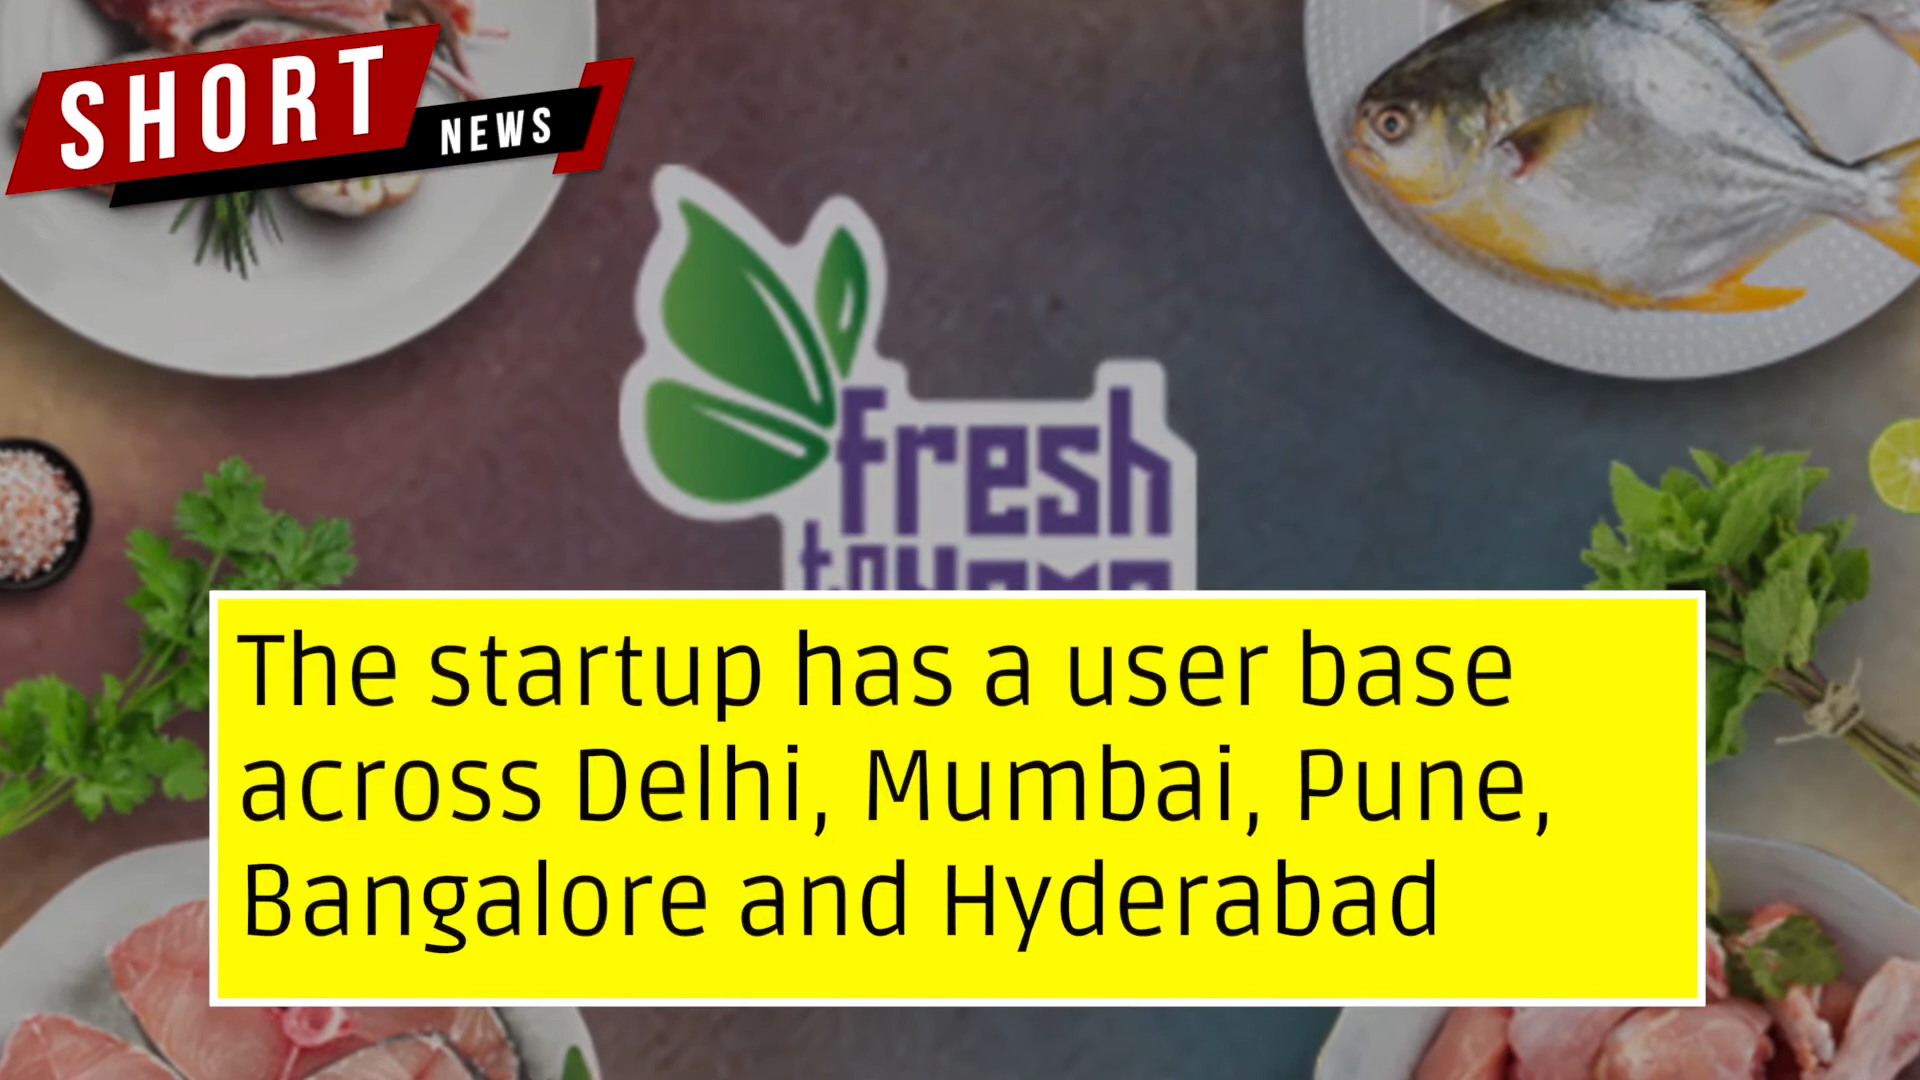 SHORT
NEWS
fresh
The startup has a user base
across Delhi, Mumbai, Pune,
Bangalore and Hyderabad